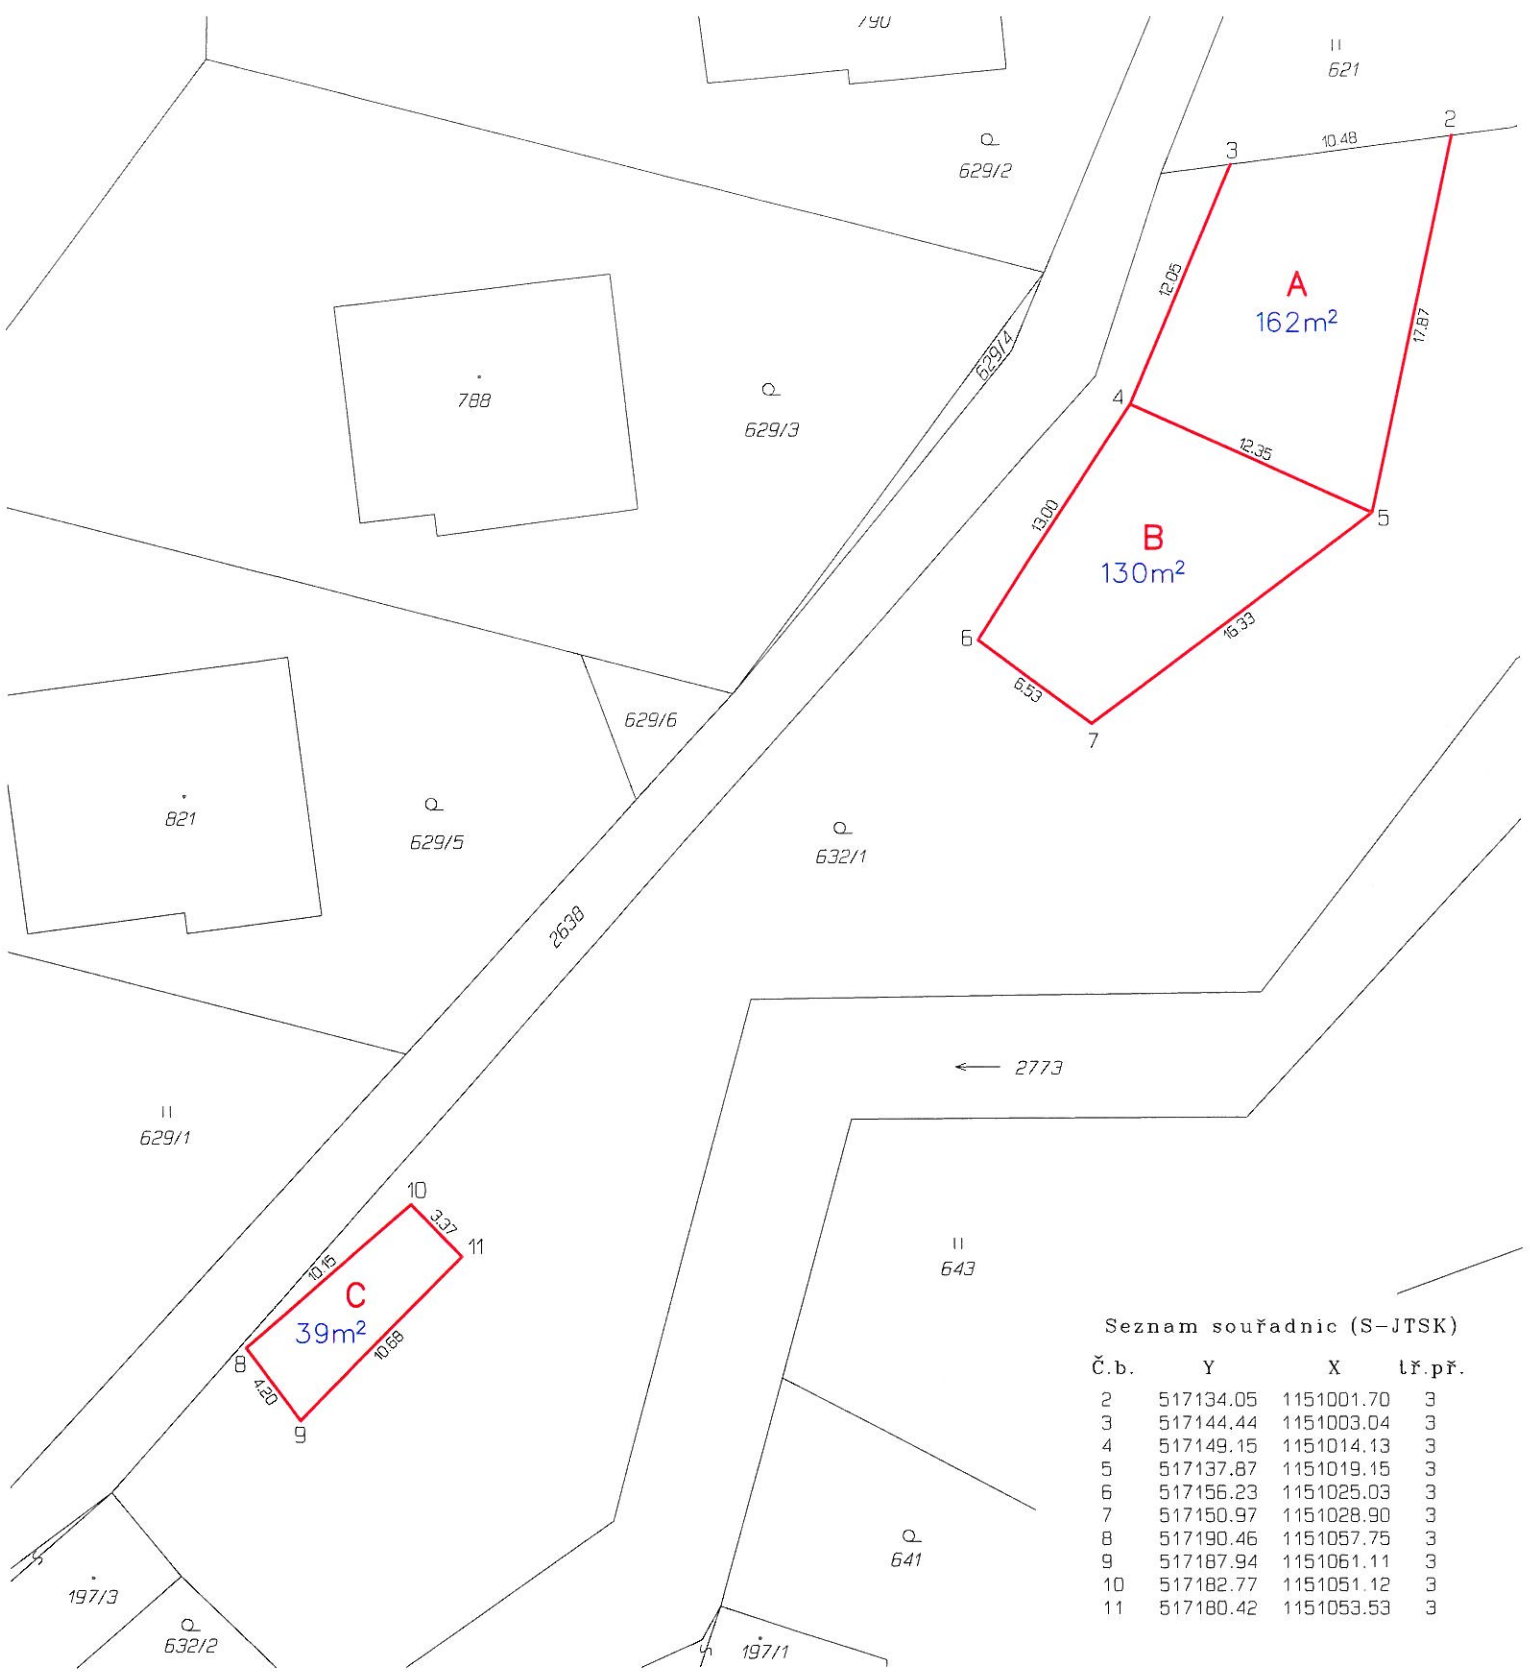 790
II
621
2
10.48
3
629/2
12.05
A
162m²
17.87
629/4
788
4
629/3
12.35
13.00
5
B
130m²
16.33
6
6.53
629/6
7
821
629/5
632/1
2638
2773
II
629/1
10
3.37
11
II
643
10.15
C
39m²
10.68
8
4.20
9
Seznam souřadnic (S-JTSK)
Č.b. Y X tř.př.
2 517134.05 1151001.70 3
3 517144.44 1151003.04 3
4 517149.15 1151014.13 3
5 517137.87 1151019.15 3
6 517156.23 1151025.03 3
7 517150.97 1151028.90 3
8 517190.46 1151057.75 3
9 517187.94 1151061.11 3
10 517182.77 1151051.12 3
11 517180.42 1151053.53 3
641
197/3
632/2
197/1